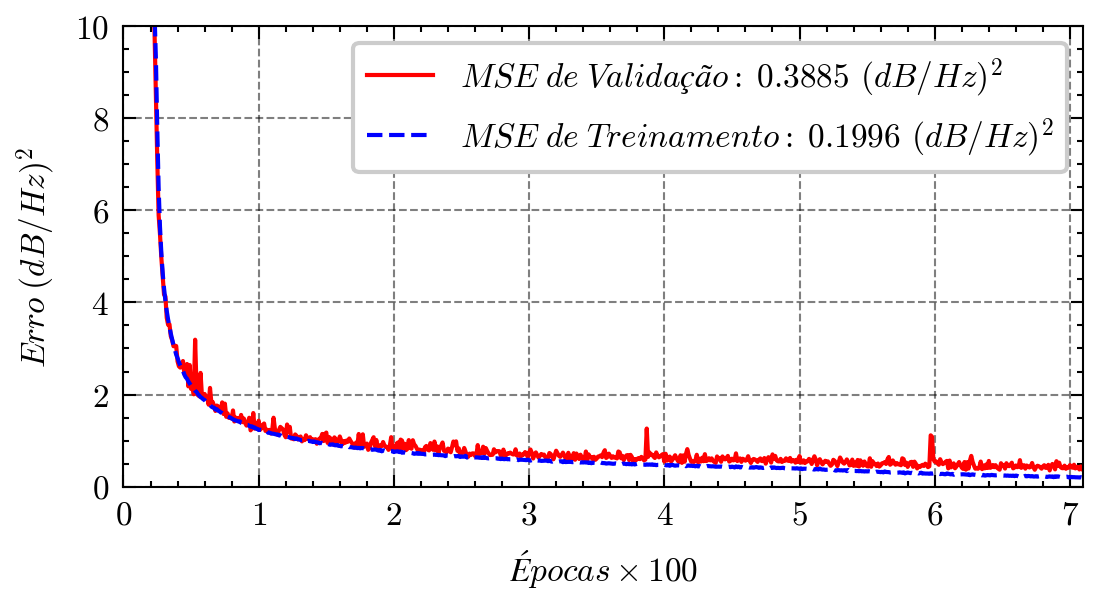 10
8
6
4
2
0
Erro (dB/Hz)²
MSE de Validação : 0.3885 (dB/Hz)²
MSE de Treinamento : 0.1996 (dB/Hz)²
0 1 2 3 4 5 6 7
Épocas × 100